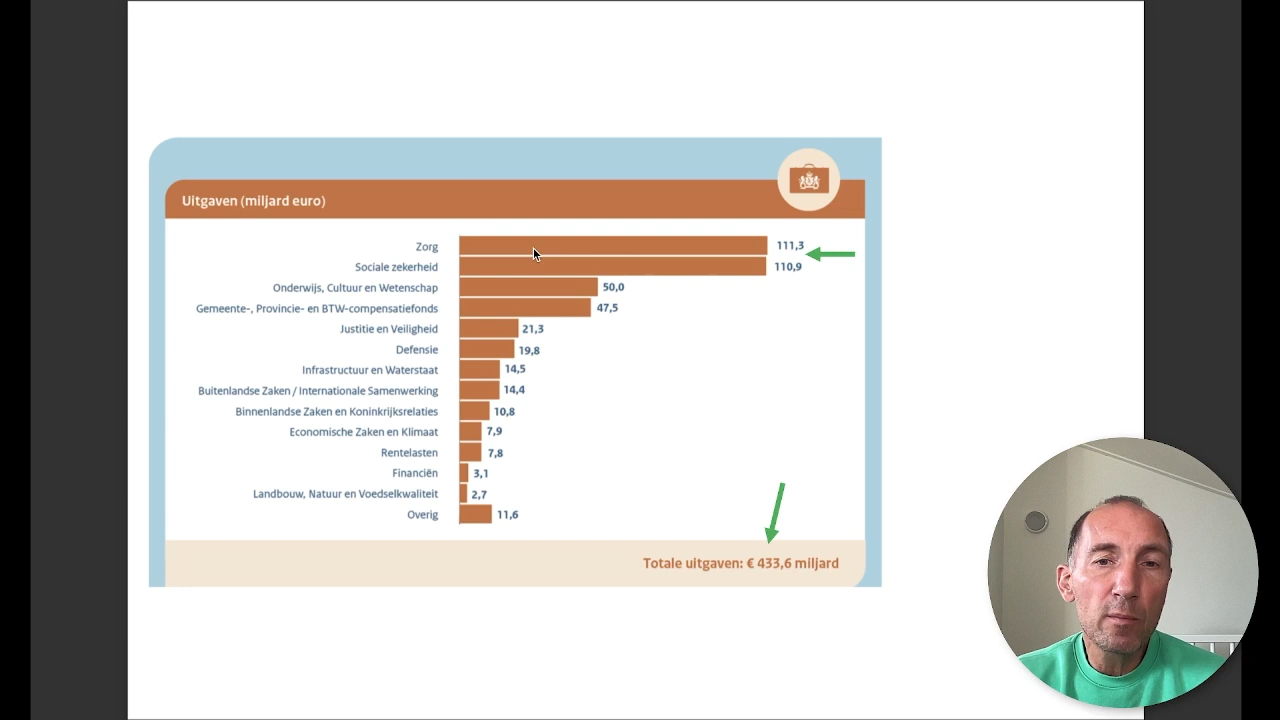 Uitgaven (miljard euro)
Zorg 111,3
Sociale zekerheid 110,9
Onderwijs, Cultuur en Wetenschap 50,0
Gemeente-, Provincie- en BTW-compensatiefonds 47,5
Justitie en Veiligheid 21,3
Defensie 19,8
Infrastructuur en Waterstaat 14,5
Buitenlandse Zaken / Internationale Samenwerking 14,4
Binnenlandse Zaken en Koninkrijksrelaties 10,8
Economische Zaken en Klimaat 7,9
Rentelasten 7,8
Financiën 3,1
Landbouw, Natuur en Voedselkwaliteit 2,7
Overig 11,6
Totale uitgaven: € 433,6 miljard